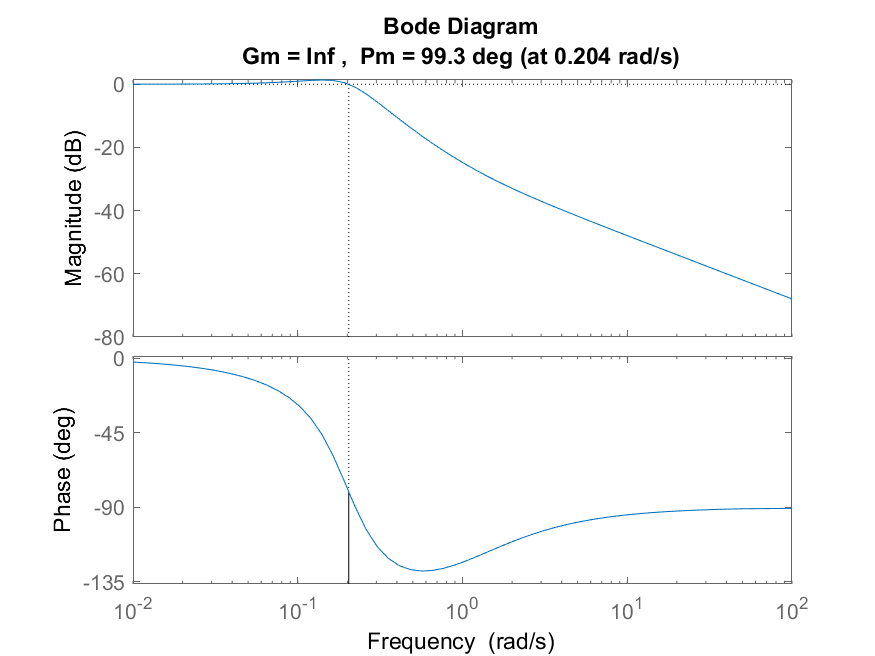 Bode Diagram
Gm = Inf ,  Pm = 99.3 deg (at 0.204 rad/s)
Magnitude (dB)
0
-20
-40
-60
-80
Phase (deg)
0
-45
-90
-135
10^-2 10^-1 10^0 10^1 10^2
Frequency  (rad/s)